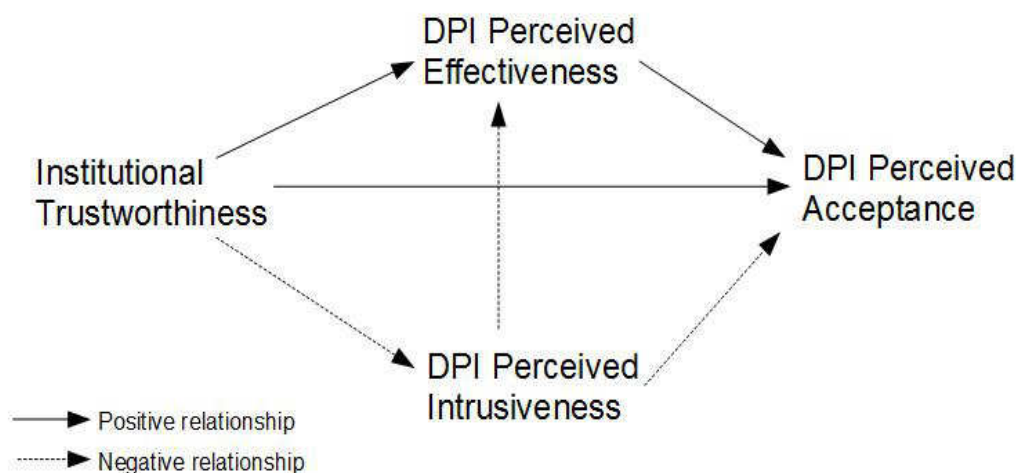 DPI Perceived
Effectiveness
Institutional
Trustworthiness
DPI Perceived
Acceptance
DPI Perceived
Intrusiveness
Positive relationship
Negative relationship